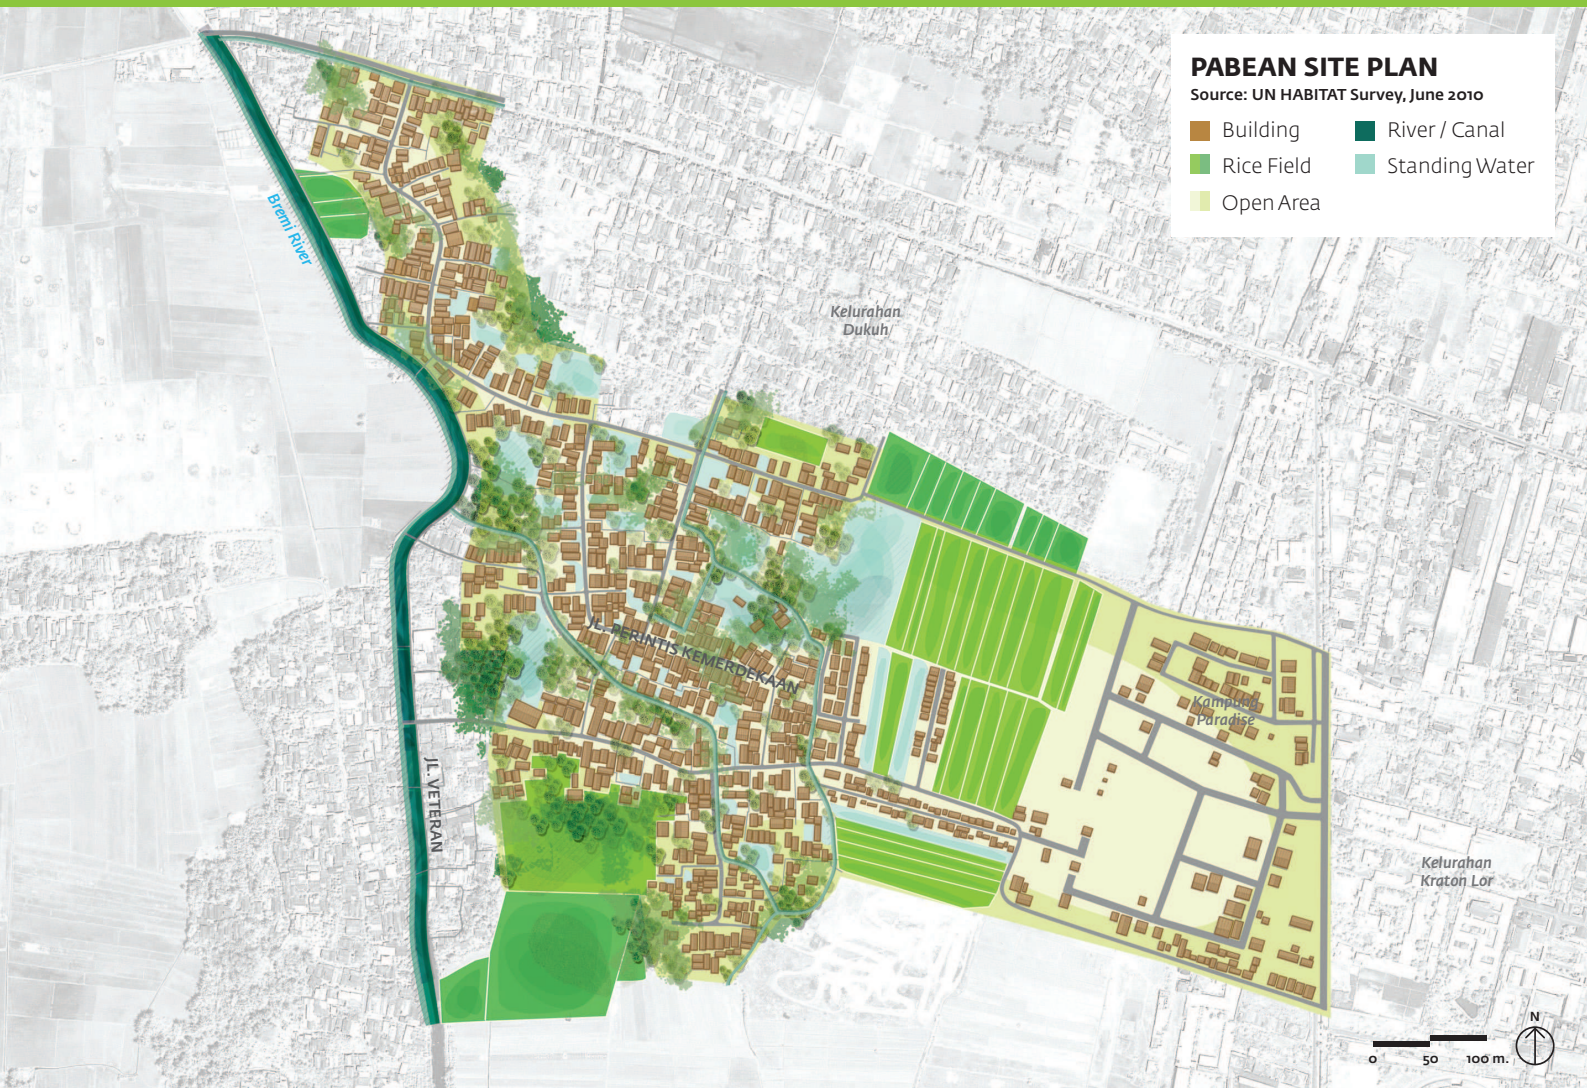 PABEAN SITE PLAN
Source: UN HABITAT Survey, June 2010
Building
River / Canal
Rice Field
Standing Water
Open Area
Bremi River
Kelurahan
Dukuh
JL. PERINTIS KEMERDEKAAN
Kampung
Paradise
JL. VETERAN
Kelurahan
Kraton Lor
N
0 50 100 m.